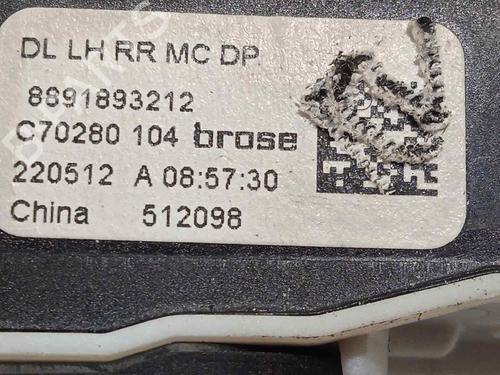 DL LH RR MC DP
8891893212
C70280 104 brose
220512 A 08:57:30
China 512098